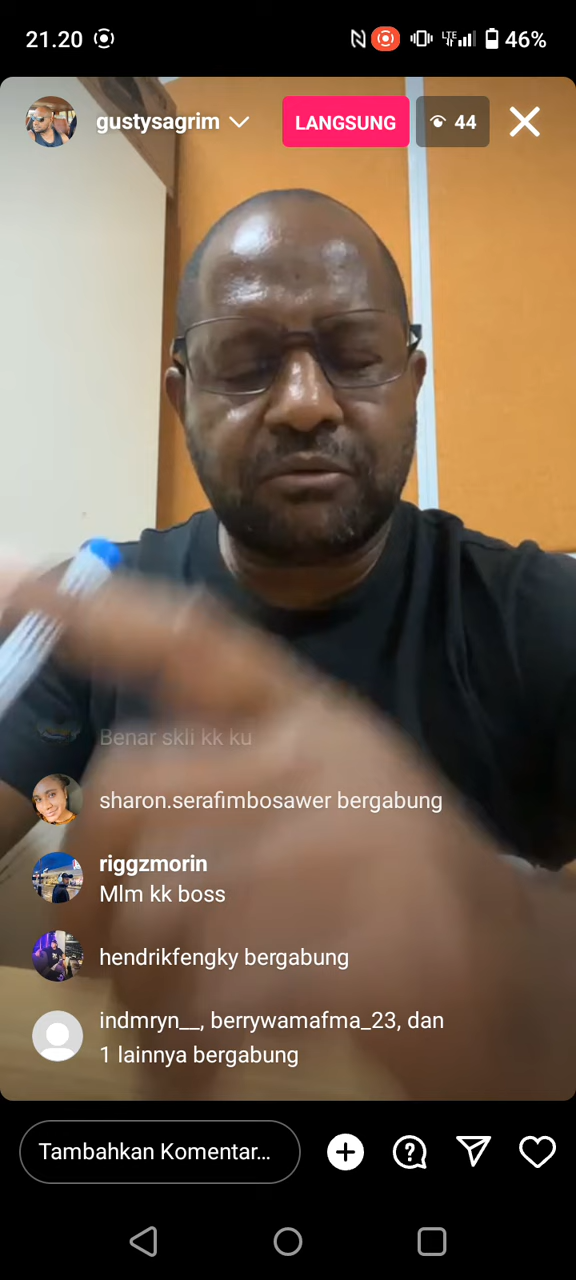 21.20
LTE
46%
gustysagrim
LANGSUNG
44
Benar skli kk ku
sharon.serafimbosawer bergabung
riggzmorin
Mlm kk boss
hendrikfengky bergabung
indmryn__, berrywamafma_23, dan
1 lainnya bergabung
Tambahkan Komentar...